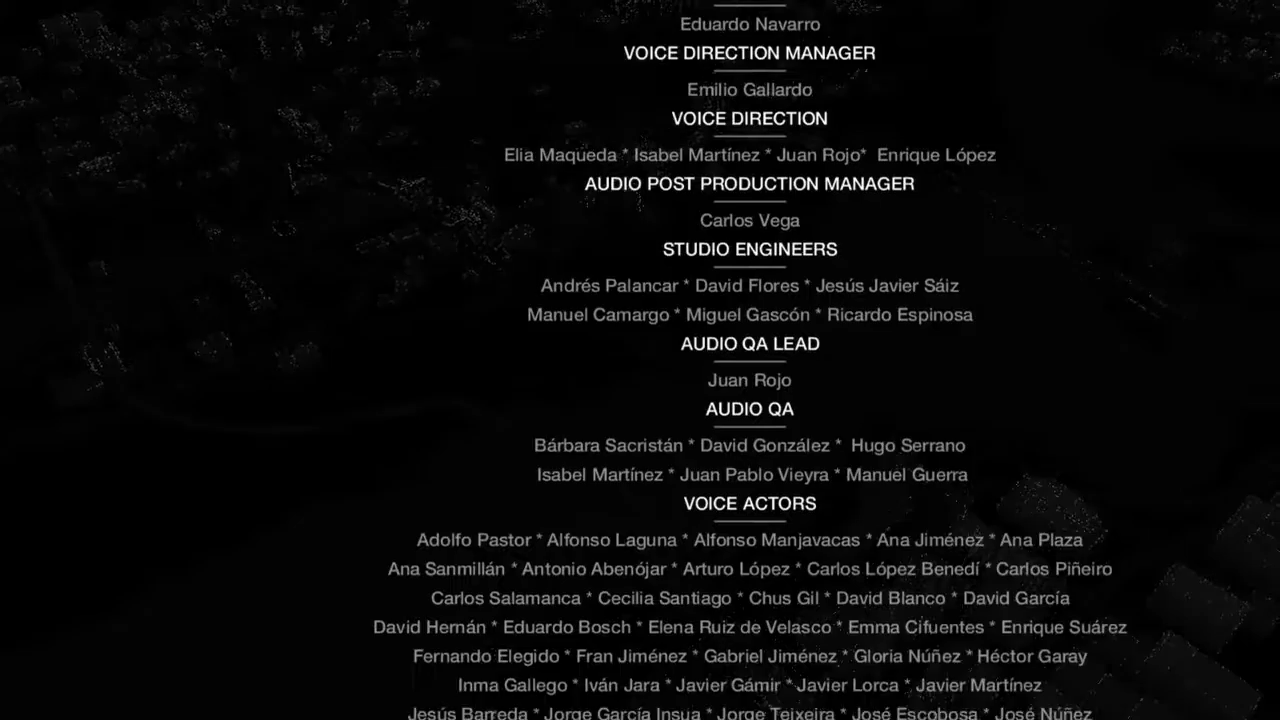 Eduardo Navarro
VOICE DIRECTION MANAGER
Emilio Gallardo
VOICE DIRECTION
Elia Maqueda * Isabel Martínez * Juan Rojo*  Enrique López
AUDIO POST PRODUCTION MANAGER
Carlos Vega
STUDIO ENGINEERS
Andrés Palancar * David Flores * Jesús Javier Sáiz
Manuel Camargo * Miguel Gascón * Ricardo Espinosa
AUDIO QA LEAD
Juan Rojo
AUDIO QA
Bárbara Sacristán * David González *  Hugo Serrano
Isabel Martínez * Juan Pablo Vieyra * Manuel Guerra
VOICE ACTORS
Adolfo Pastor * Alfonso Laguna * Alfonso Manjavacas * Ana Jiménez * Ana Plaza
Ana Sanmillán * Antonio Abenójar * Arturo López * Carlos López Benedí * Carlos Piñeiro
Carlos Salamanca * Cecilia Santiago * Chus Gil * David Blanco * David García
David Hernán * Eduardo Bosch * Elena Ruiz de Velasco * Emma Cifuentes * Enrique Suárez
Fernando Elegido * Fran Jiménez * Gabriel Jiménez * Gloria Núñez * Héctor Garay
Inma Gallego * Iván Jara * Javier Gámir * Javier Lorca * Javier Martínez
Jesús Barreda * Jorge García Insua * Jorge Teixeira * José Escobosa * José Núñez